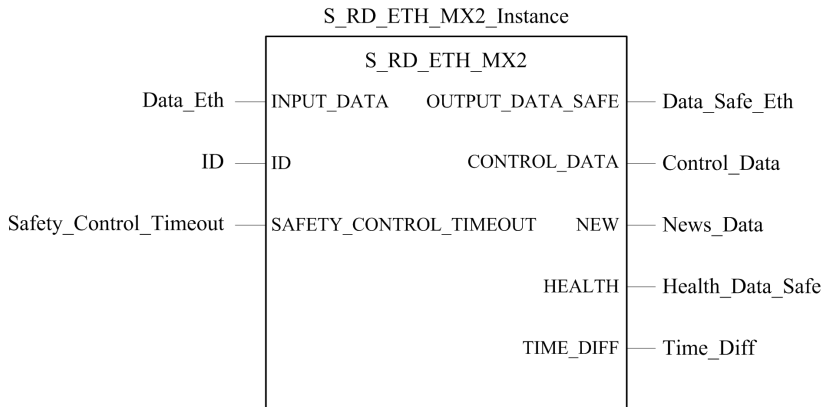 S_RD_ETH_MX2_Instance
S_RD_ETH_MX2
Data_Eth INPUT_DATA OUTPUT_DATA_SAFE Data_Safe_Eth
ID ID CONTROL_DATA Control_Data
Safety_Control_Timeout SAFETY_CONTROL_TIMEOUT NEW News_Data
HEALTH Health_Data_Safe
TIME_DIFF Time_Diff